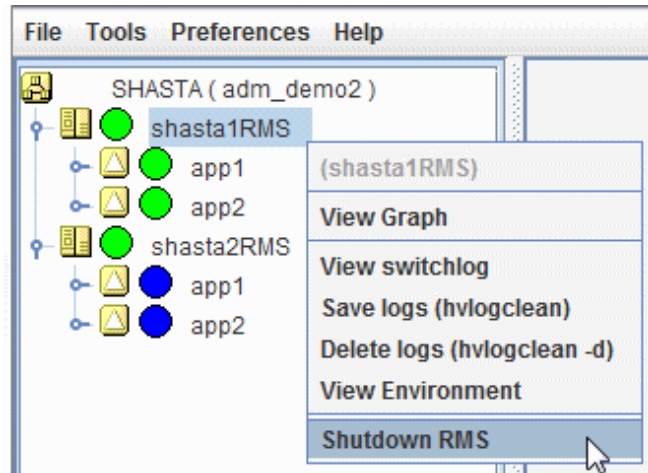 File Tools Preferences Help
SHASTA ( adm_demo2 )
shasta1RMS
app1
app2
shasta2RMS
app1
app2
(shasta1RMS)
View Graph
View switchlog
Save logs (hvlogclean)
Delete logs (hvlogclean -d)
View Environment
Shutdown RMS